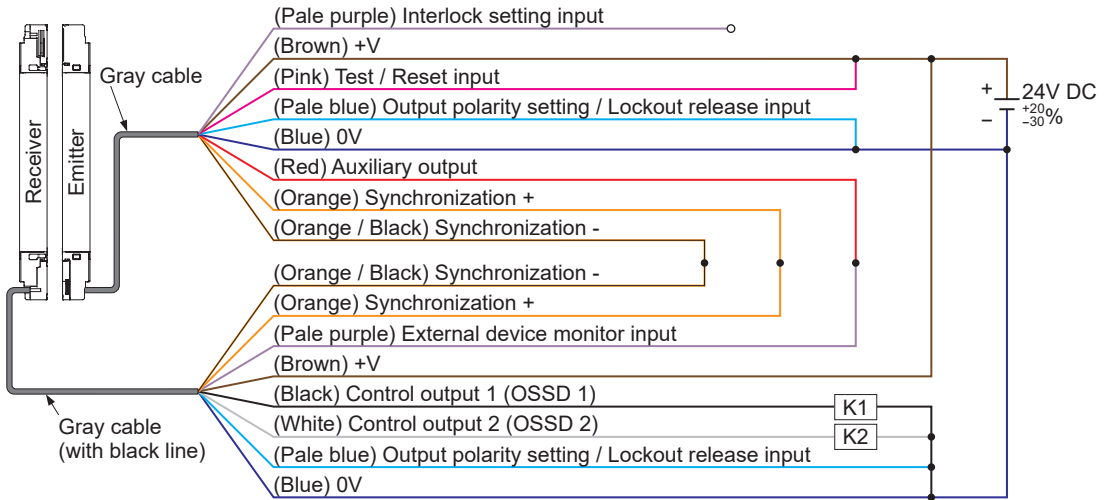 (Pale purple) Interlock setting input
(Brown) +V
Gray cable
(Pink) Test / Reset input
+
24V DC
(Pale blue) Output polarity setting / Lockout release input
+20
−30%
−
(Blue) 0V
Receiver
Emitter
(Red) Auxiliary output
(Orange) Synchronization +
(Orange / Black) Synchronization -
(Orange / Black) Synchronization -
(Orange) Synchronization +
(Pale purple) External device monitor input
(Brown) +V
(Black) Control output 1 (OSSD 1)
K1
Gray cable
(with black line)
(White) Control output 2 (OSSD 2)
K2
(Pale blue) Output polarity setting / Lockout release input
(Blue) 0V